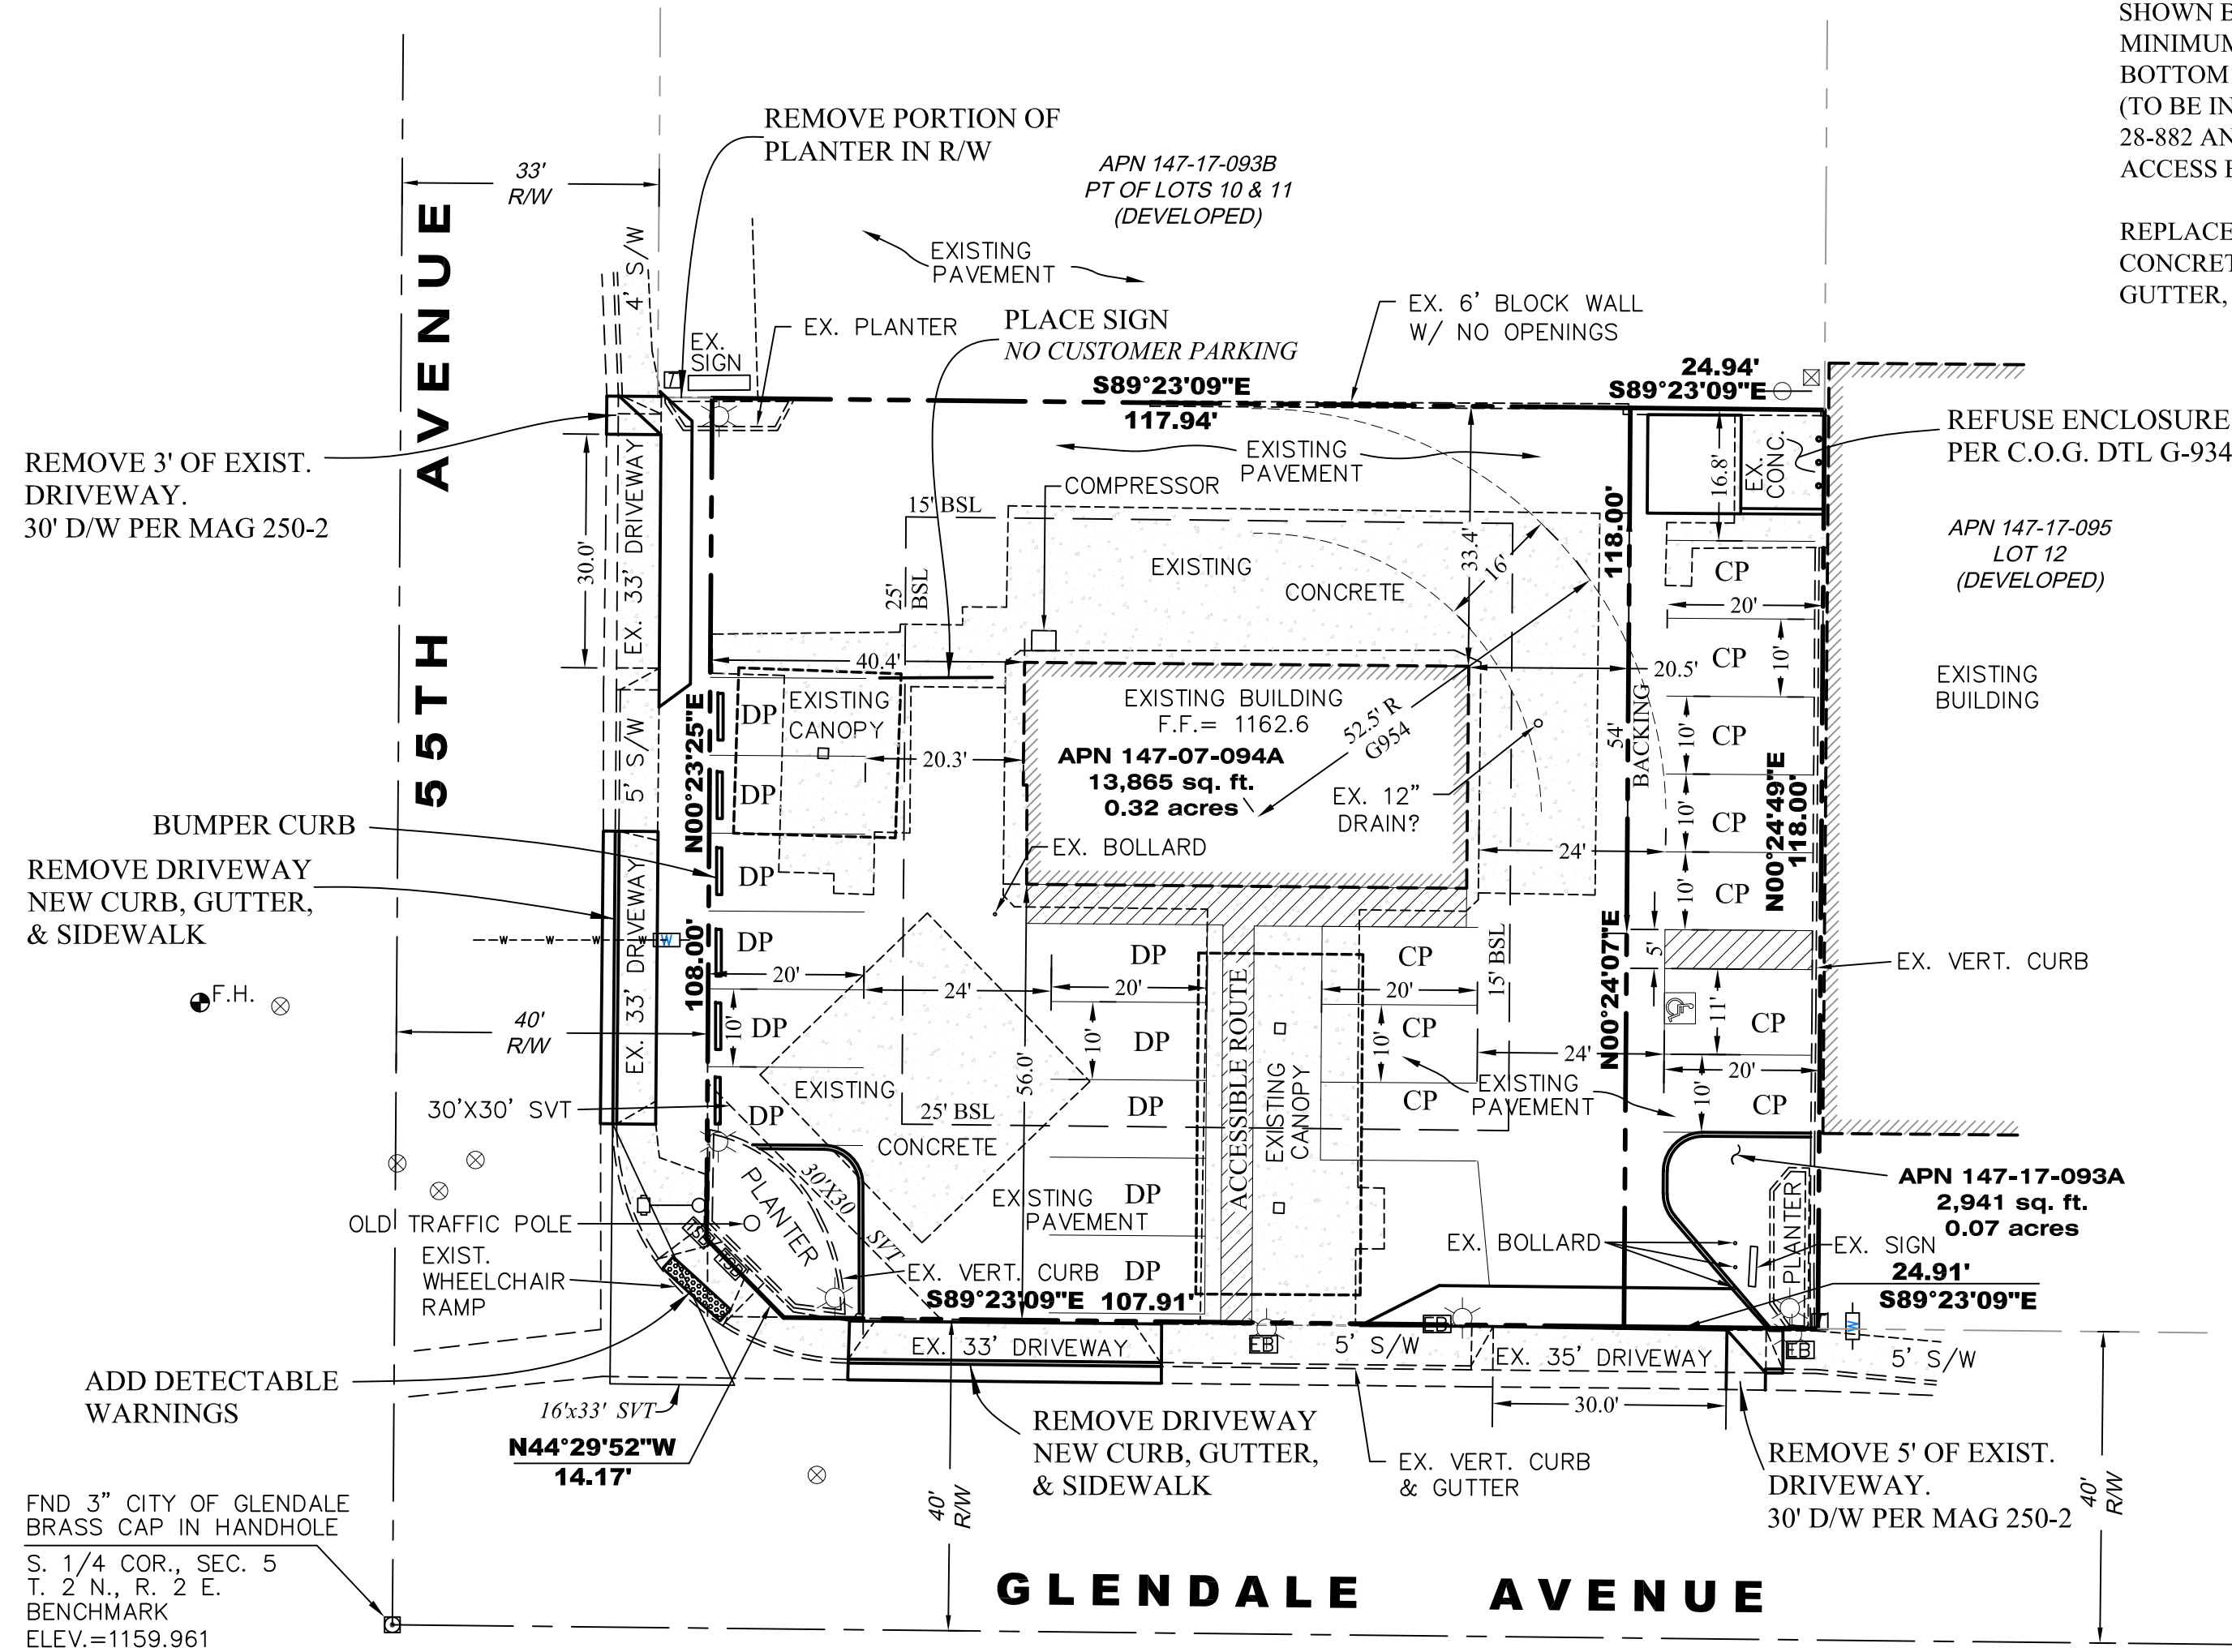 SHOWN B
MINIMUM
BOTTOM
(TO BE IN
28-882 AN
ACCESS E
REPLACE
CONCRET
GUTTER,
REMOVE PORTION OF
PLANTER IN R/W
APN 147-17-093B
PT OF LOTS 10 & 11
(DEVELOPED)
33'
R/W
55TH AVENUE
4' S/W
EXISTING
PAVEMENT
EX.
SIGN
EX. PLANTER
PLACE SIGN
NO CUSTOMER PARKING
EX. 6' BLOCK WALL
W/ NO OPENINGS
S89°23'09"E
117.94'
24.94'
S89°23'09"E
REFUSE ENCLOSURE
PER C.O.G. DTL G-934
REMOVE 3' OF EXIST.
DRIVEWAY.
30' D/W PER MAG 250-2
30.0'
EX. 33' DRIVEWAY
EXISTING
PAVEMENT
COMPRESSOR
15' BSL
25'
BSL
EXISTING
CONCRETE
33.4'
16'
118.00'
16.8'
EX.
CONC.
APN 147-17-095
LOT 12
(DEVELOPED)
CP
20'
CP
10'
EXISTING
BUILDING
40.4'
20.5'
5' S/W
N00°23'25"E
DP
EXISTING
CANOPY
EXISTING BUILDING
F.F.= 1162.6
52.5' R
G954
54'
BACKING
10'
CP
20.3'
APN 147-07-094A
13,865 sq. ft.
0.32 acres
EX. 12"
DRAIN?
DP
10'
CP
N00°24'49"E
118.00'
BUMPER CURB
EX. BOLLARD
24'
DP
10'
CP
REMOVE DRIVEWAY
NEW CURB, GUTTER,
& SIDEWALK
EX. 33' DRIVEWAY
W W W W
W
108.00'
DP
20'
24'
DP
20'
CP
20'
15' BSL
N00°24'07"E
5'
EX. VERT. CURB
F.H.
40'
R/W
10'
DP
10'
DP
10'
CP
24'
11'
CP
20'
56.0'
ACCESSIBLE ROUTE
EXISTING
CANOPY
EXISTING
PAVEMENT
30'X30' SVT
DP
EXISTING
CONCRETE
25' BSL
DP
CP
10'
CP
PLANTER
30'X30 SVT
EXISTING
PAVEMENT
DP
APN 147-17-093A
2,941 sq. ft.
0.07 acres
OLD TRAFFIC POLE
EXIST.
WHEELCHAIR
RAMP
TSB
TSB
EX. VERT. CURB
DP
EX. BOLLARD
PLANTER
EX. SIGN
24.91'
S89°23'09"E
S89°23'09"E 107.91'
EX. 33' DRIVEWAY
EB
5' S/W
EB
EX. 35' DRIVEWAY
EB
W
5' S/W
ADD DETECTABLE
WARNINGS
16'x33' SVT
N44°29'52"W
14.17'
30.0'
REMOVE DRIVEWAY
NEW CURB, GUTTER,
& SIDEWALK
EX. VERT. CURB
& GUTTER
REMOVE 5' OF EXIST.
DRIVEWAY.
30' D/W PER MAG 250-2
40'
R/W
40'
R/W
FND 3" CITY OF GLENDALE
BRASS CAP IN HANDHOLE
S. 1/4 COR., SEC. 5
T. 2 N., R. 2 E.
BENCHMARK
ELEV.=1159.961
GLENDALE AVENUE